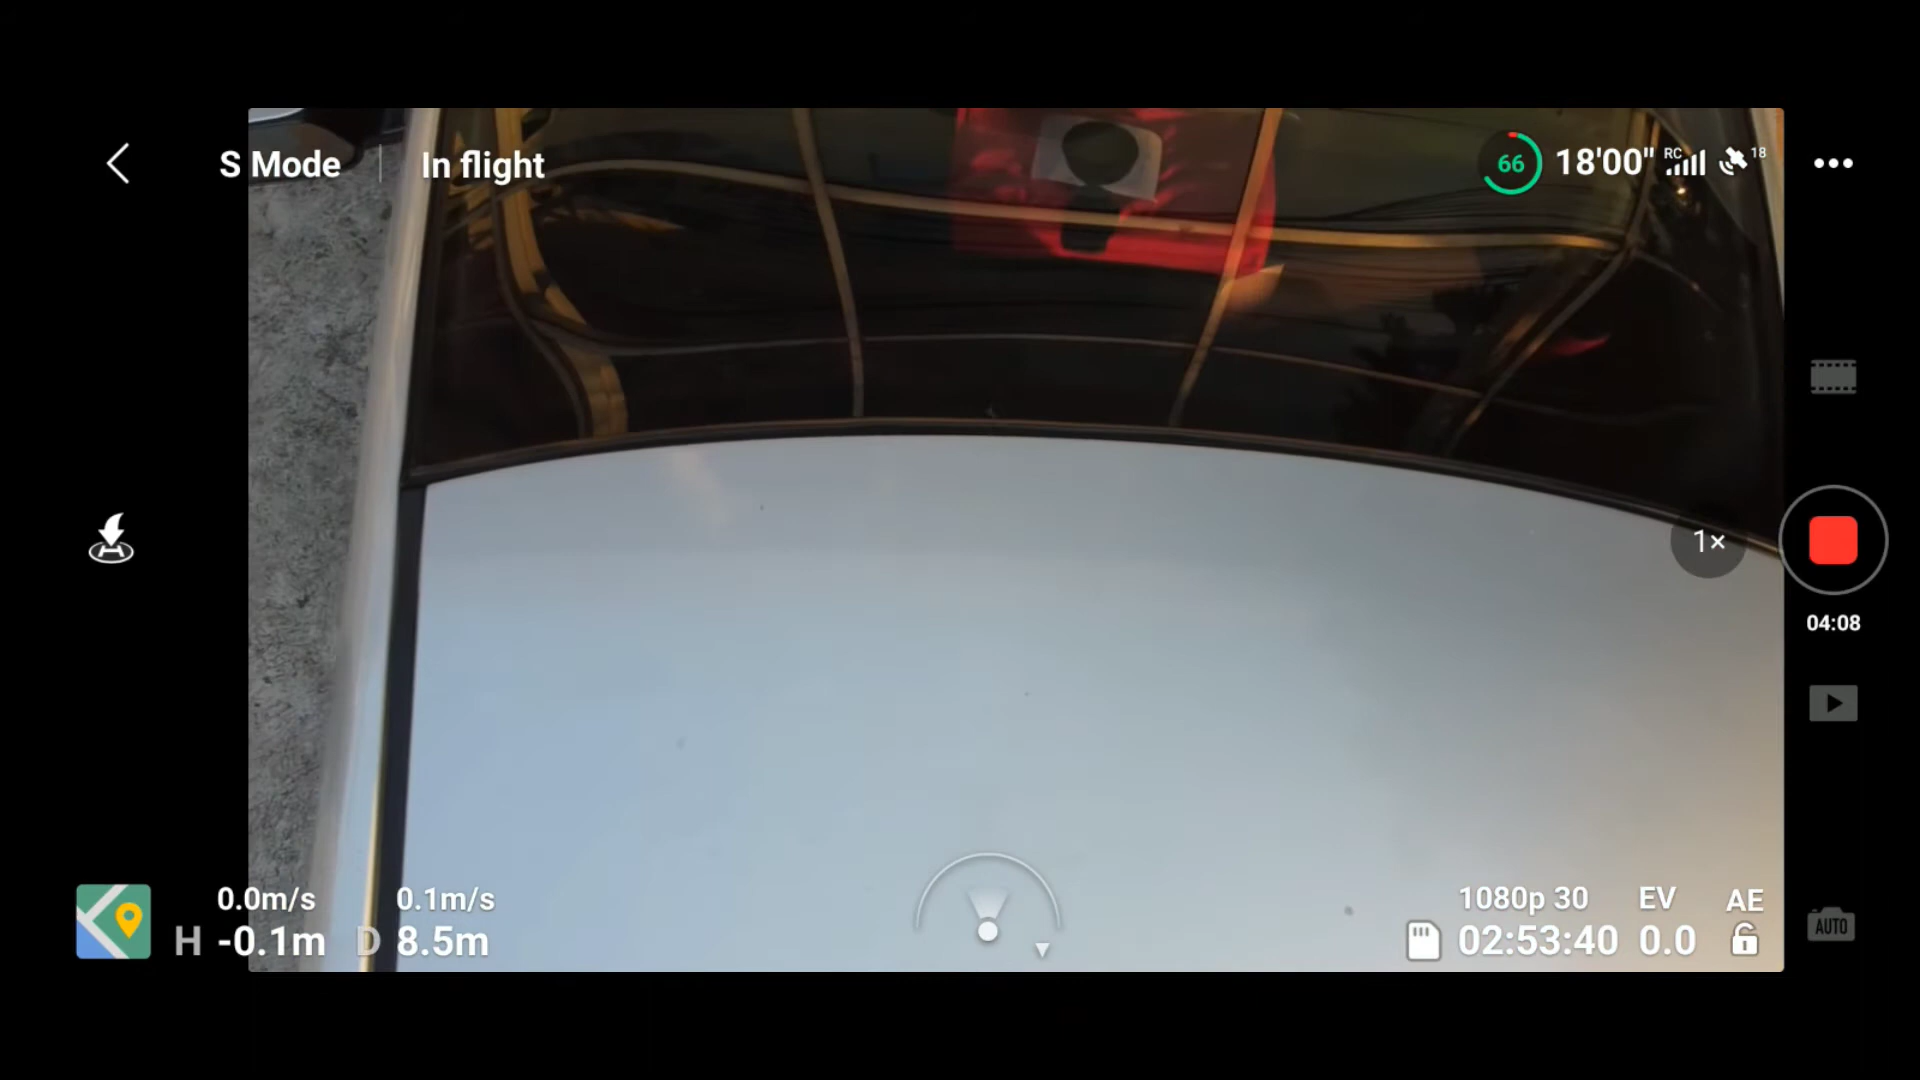 S Mode
In flight
66
18'00"
RC
18
1×
04:08
0.0m/s
0.1m/s
H -0.1m
D 8.5m
1080p 30
EV
AE
02:53:40
0.0
AUTO